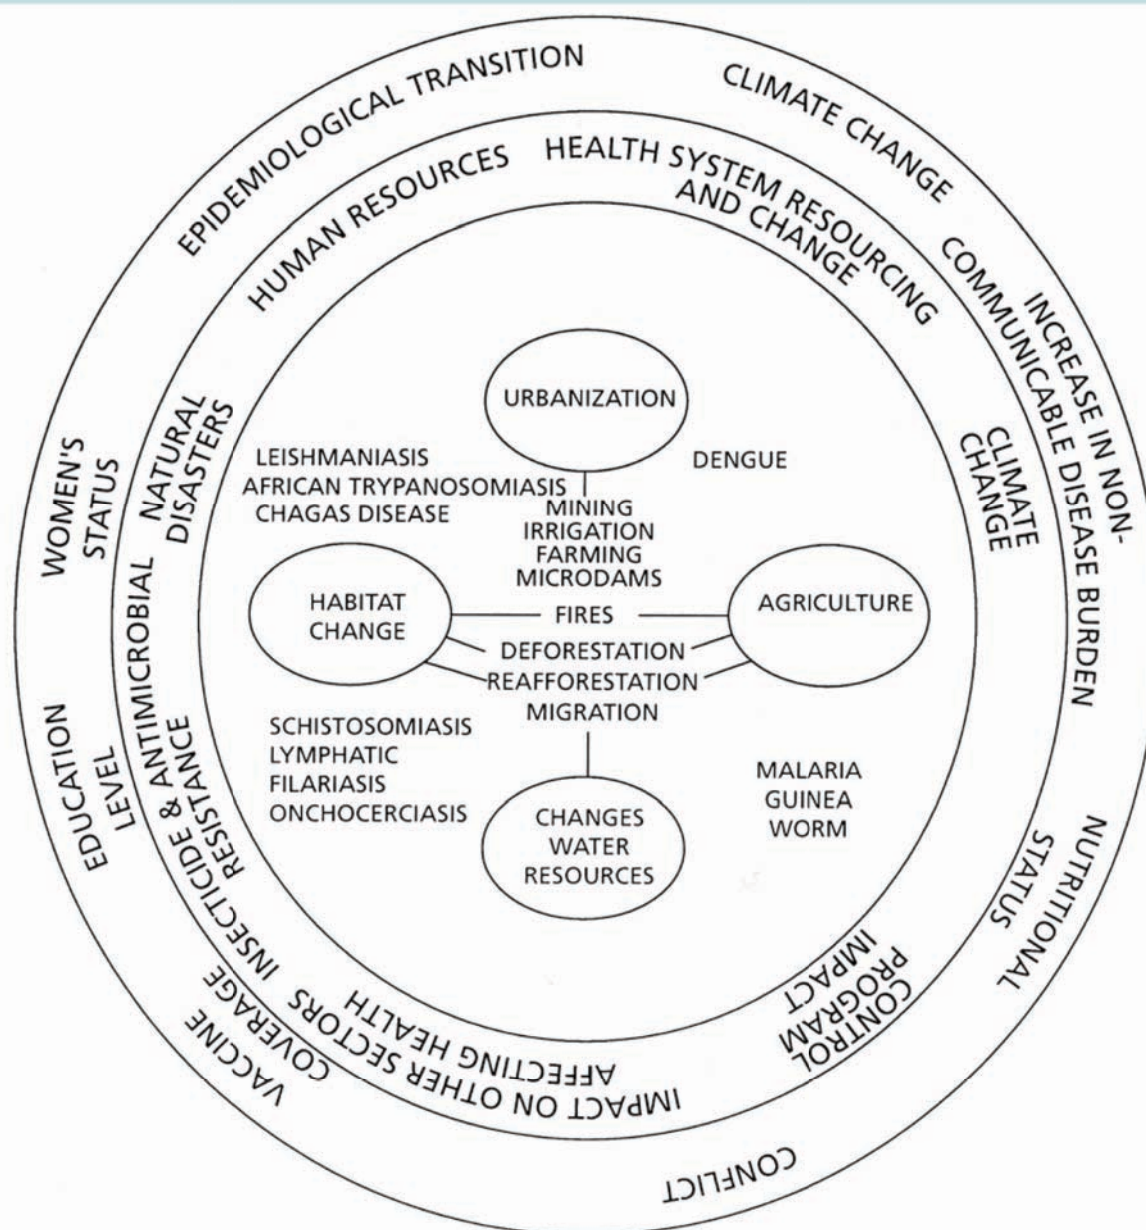 EPIDEMIOLOGICAL TRANSITION
CLIMATE CHANGE
INCREASE IN NON-
COMMUNICABLE DISEASE BURDEN
NUTRITIONAL
STATUS
CONFLICT
VACCINE
COVERAGE
EDUCATION
LEVEL
WOMEN'S
STATUS
HUMAN RESOURCES
HEALTH SYSTEM RESOURCING
AND CHANGE
CLIMATE
CHANGE
CONTROL
PROGRAM
IMPACT
IMPACT ON OTHER SECTORS
AFFECTING HEALTH
INSECTICIDE & ANTIMICROBIAL
RESISTANCE
NATURAL
DISASTERS
URBANIZATION
LEISHMANIASIS
AFRICAN TRYPANOSOMIASIS
CHAGAS DISEASE
DENGUE
MINING
IRRIGATION
FARMING
MICRODAMS
HABITAT
CHANGE
FIRES
AGRICULTURE
DEFORESTATION
REAFFORESTATION
MIGRATION
SCHISTOSOMIASIS
LYMPHATIC
FILARIASIS
ONCHOCERCIASIS
MALARIA
GUINEA
WORM
CHANGES
WATER
RESOURCES